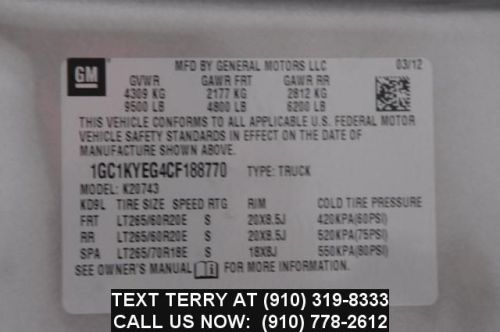 GM
MFD BY GENERAL MOTORS LLC 03/12
GVWR GAWR FRT GAWR RR
4309 KG 2177 KG 2812 KG
9500 LB 4800 LB 6200 LB
THIS VEHICLE CONFORMS TO ALL APPLICABLE U.S. FEDERAL MOTOR
VEHICLE SAFETY STANDARDS IN EFFECT ON THE DATE OF
MANUFACTURE SHOWN ABOVE.
1GC1KYEG4CF188770 TYPE: TRUCK
MODEL: K20743
KD9L TIRE SIZE SPEED RTG RIM COLD TIRE PRESSURE
FRT LT265/60R20E S 20X8.5J 420KPA(60PSI)
RR LT265/60R20E S 20X8.5J 520KPA(75PSI)
SPA LT265/70R18E S 18X8J 550KPA(80PSI)
SEE OWNER'S MANUAL FOR MORE INFORMATION.
TEXT TERRY AT (910) 319-8333
CALL US NOW: (910) 778-2612